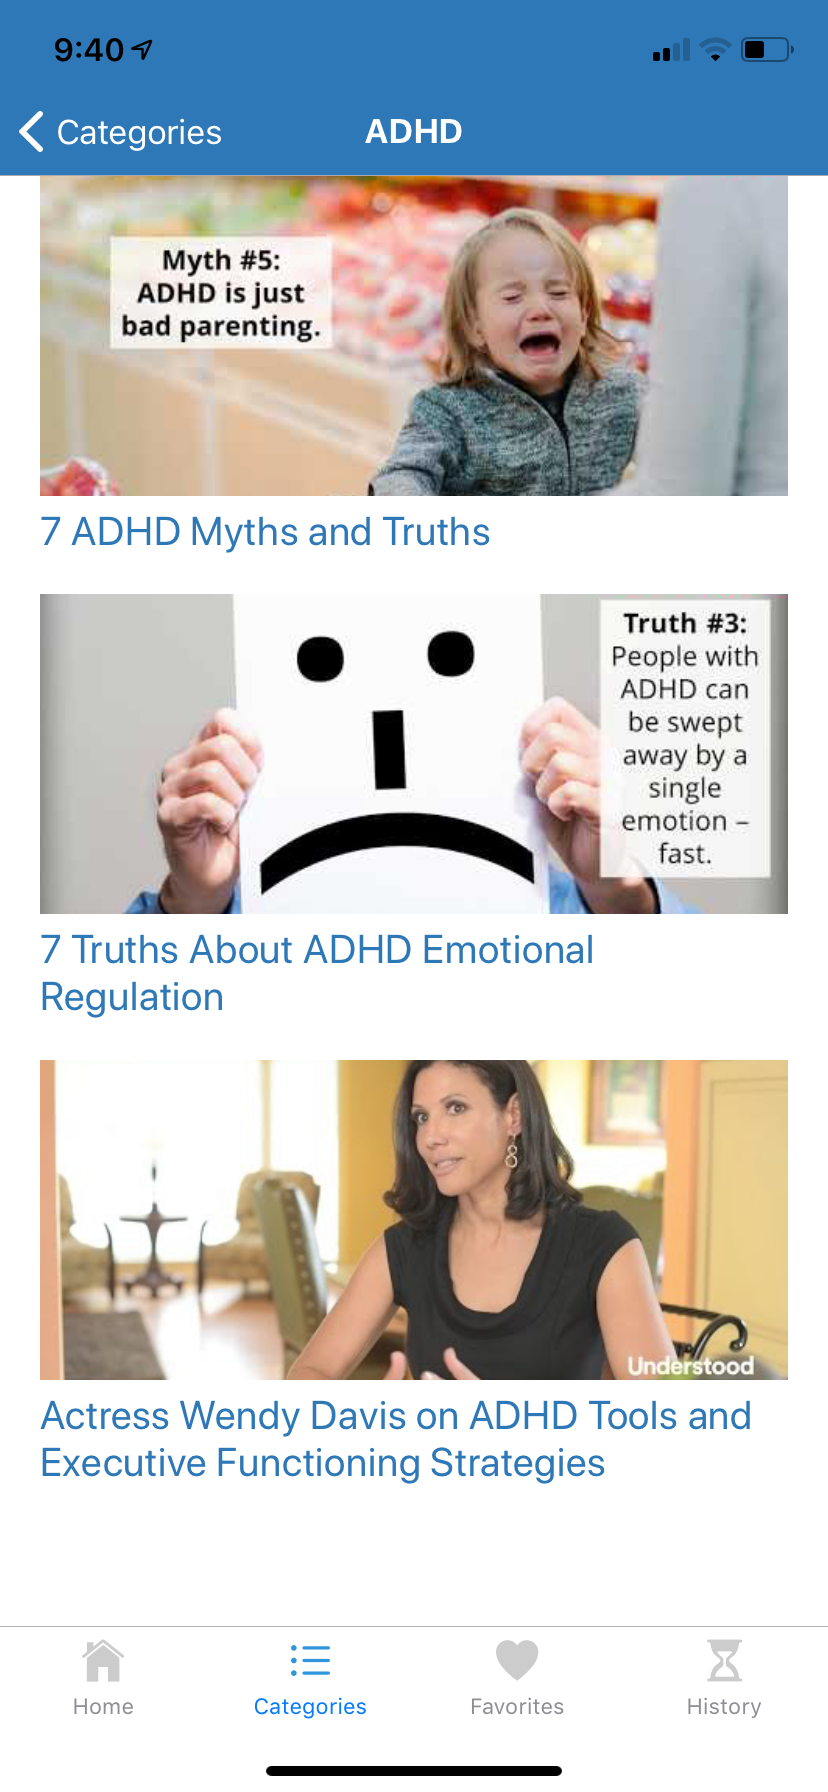 9:40
Categories
ADHD
Myth #5:
ADHD is just
bad parenting.
7 ADHD Myths and Truths
Truth #3:
People with
ADHD can
be swept
away by a
single
emotion –
fast.
7 Truths About ADHD Emotional
Regulation
Understood
Actress Wendy Davis on ADHD Tools and
Executive Functioning Strategies
Home
Categories
Favorites
History